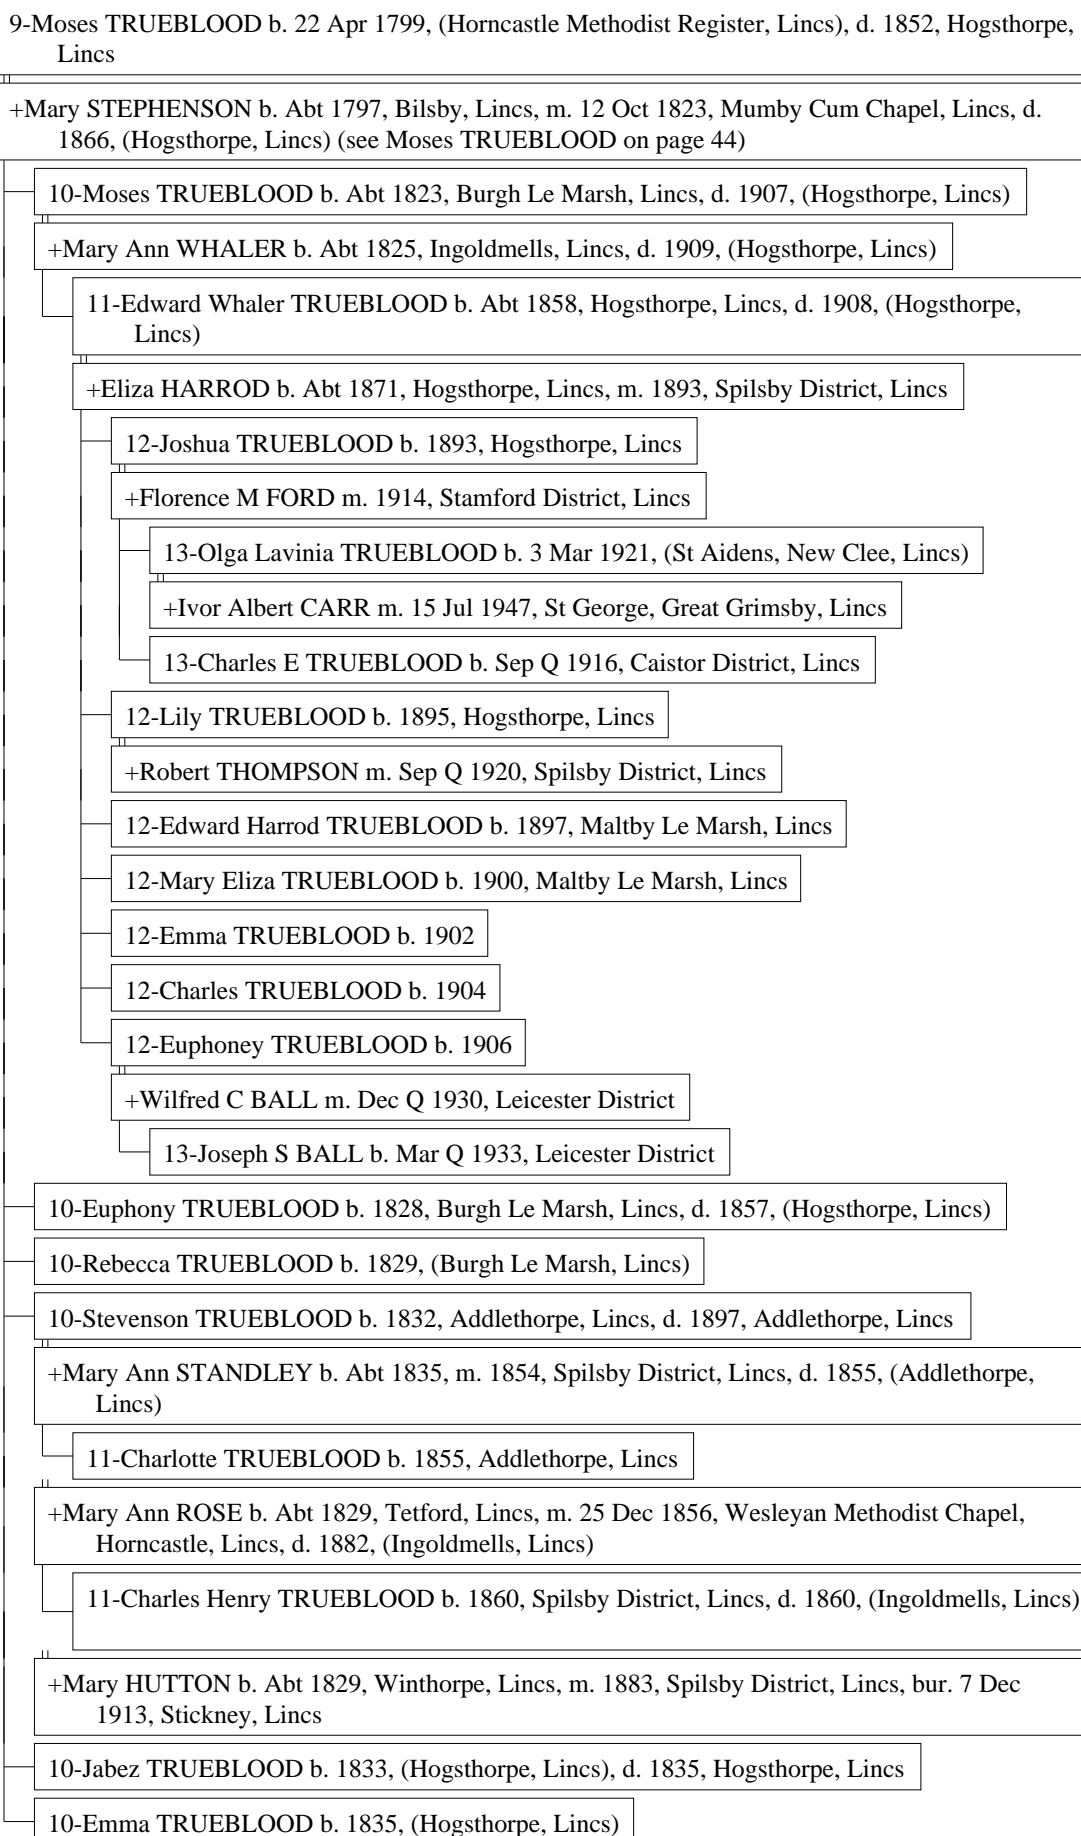 9-Moses TRUEBLOOD b. 22 Apr 1799, (Horncastle Methodist Register, Lincs), d. 1852, Hogsthorpe,
Lincs
+Mary STEPHENSON b. Abt 1797, Bilsby, Lincs, m. 12 Oct 1823, Mumby Cum Chapel, Lincs, d.
1866, (Hogsthorpe, Lincs) (see Moses TRUEBLOOD on page 44)
10-Moses TRUEBLOOD b. Abt 1823, Burgh Le Marsh, Lincs, d. 1907, (Hogsthorpe, Lincs)
+Mary Ann WHALER b. Abt 1825, Ingoldmells, Lincs, d. 1909, (Hogsthorpe, Lincs)
11-Edward Whaler TRUEBLOOD b. Abt 1858, Hogsthorpe, Lincs, d. 1908, (Hogsthorpe,
Lincs)
+Eliza HARROD b. Abt 1871, Hogsthorpe, Lincs, m. 1893, Spilsby District, Lincs
12-Joshua TRUEBLOOD b. 1893, Hogsthorpe, Lincs
+Florence M FORD m. 1914, Stamford District, Lincs
13-Olga Lavinia TRUEBLOOD b. 3 Mar 1921, (St Aidens, New Clee, Lincs)
+Ivor Albert CARR m. 15 Jul 1947, St George, Great Grimsby, Lincs
13-Charles E TRUEBLOOD b. Sep Q 1916, Caistor District, Lincs
12-Lily TRUEBLOOD b. 1895, Hogsthorpe, Lincs
+Robert THOMPSON m. Sep Q 1920, Spilsby District, Lincs
12-Edward Harrod TRUEBLOOD b. 1897, Maltby Le Marsh, Lincs
12-Mary Eliza TRUEBLOOD b. 1900, Maltby Le Marsh, Lincs
12-Emma TRUEBLOOD b. 1902
12-Charles TRUEBLOOD b. 1904
12-Euphoney TRUEBLOOD b. 1906
+Wilfred C BALL m. Dec Q 1930, Leicester District
13-Joseph S BALL b. Mar Q 1933, Leicester District
10-Euphony TRUEBLOOD b. 1828, Burgh Le Marsh, Lincs, d. 1857, (Hogsthorpe, Lincs)
10-Rebecca TRUEBLOOD b. 1829, (Burgh Le Marsh, Lincs)
10-Stevenson TRUEBLOOD b. 1832, Addlethorpe, Lincs, d. 1897, Addlethorpe, Lincs
+Mary Ann STANDLEY b. Abt 1835, m. 1854, Spilsby District, Lincs, d. 1855, (Addlethorpe,
Lincs)
11-Charlotte TRUEBLOOD b. 1855, Addlethorpe, Lincs
+Mary Ann ROSE b. Abt 1829, Tetford, Lincs, m. 25 Dec 1856, Wesleyan Methodist Chapel,
Horncastle, Lincs, d. 1882, (Ingoldmells, Lincs)
11-Charles Henry TRUEBLOOD b. 1860, Spilsby District, Lincs, d. 1860, (Ingoldmells, Lincs)
+Mary HUTTON b. Abt 1829, Winthorpe, Lincs, m. 1883, Spilsby District, Lincs, bur. 7 Dec
1913, Stickney, Lincs
10-Jabez TRUEBLOOD b. 1833, (Hogsthorpe, Lincs), d. 1835, Hogsthorpe, Lincs
10-Emma TRUEBLOOD b. 1835, (Hogsthorpe, Lincs)